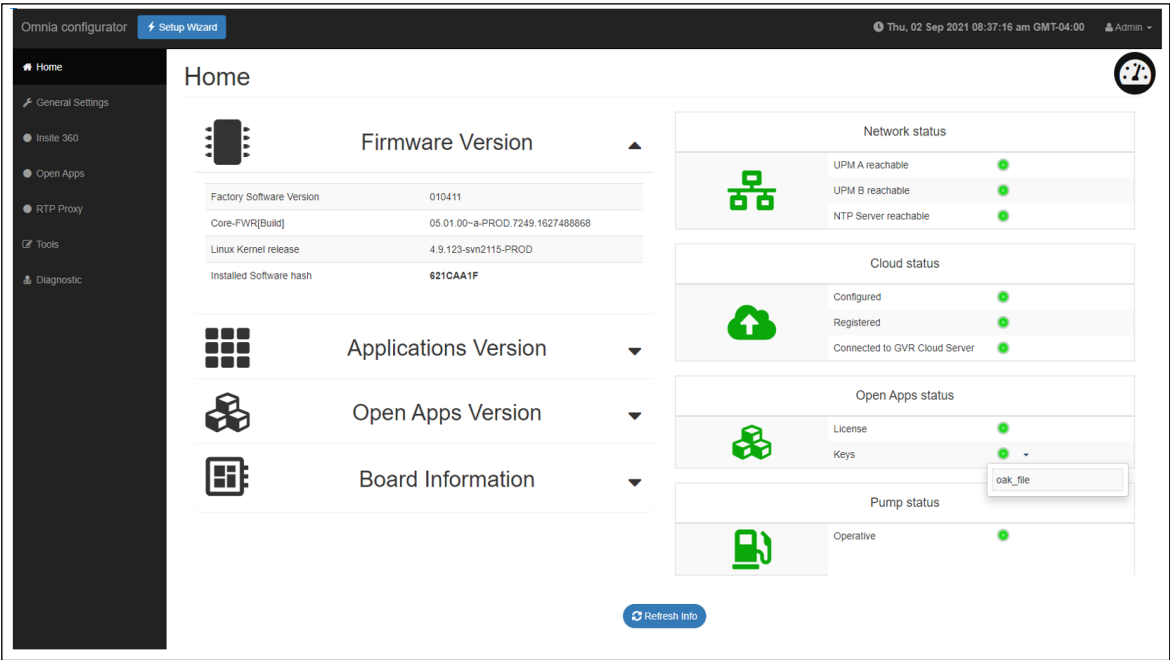 Omnia configurator
Setup Wizard
Thu, 02 Sep 2021 08:37:16 am GMT-04:00
Admin
Home
General Settings
Insite 360
Open Apps
RTP Proxy
Tools
Diagnostic
Home
Firmware Version
Factory Software Version 010411
Core-FWR[Build] 05.01.00~a-PROD.7249.1627488868
Linux Kernel release 4.9.123-svn2115-PROD
Installed Software hash 621CAA1F
Applications Version
Open Apps Version
Board Information
Network status
UPM A reachable
UPM B reachable
NTP Server reachable
Cloud status
Configured
Registered
Connected to GVR Cloud Server
Open Apps status
License
Keys
oak_file
Pump status
Operative
Refresh Info